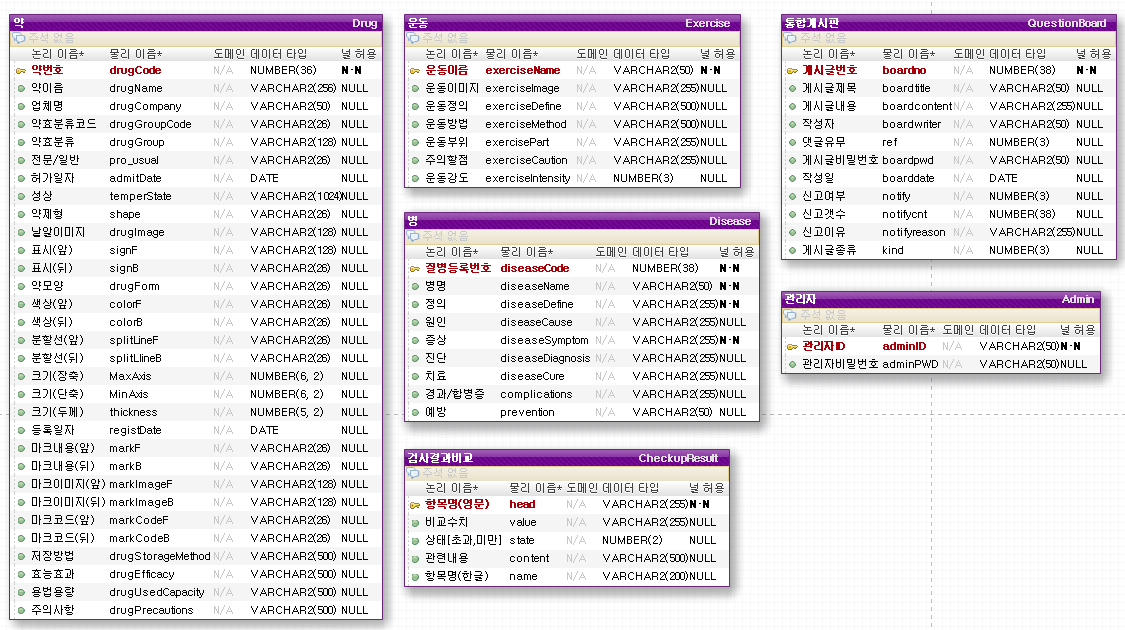 약 Drug
주석 없음
논리 이름* 물리 이름* 도메인 데이터 타입 널 허용
약번호 drugCode N/A NUMBER(36) N-N
약이름 drugName N/A VARCHAR2(256) NULL
업체명 drugCompany N/A VARCHAR2(50) NULL
약효분류코드 drugGroupCode N/A VARCHAR2(26) NULL
약효분류 drugGroup N/A VARCHAR2(128) NULL
전문/일반 pro_usual N/A VARCHAR2(26) NULL
허가일자 admitDate N/A DATE NULL
성상 temperState N/A VARCHAR2(1024)NULL
약제형 shape N/A VARCHAR2(26) NULL
낱알이미지 drugImage N/A VARCHAR2(128) NULL
표시(앞) signF N/A VARCHAR2(128) NULL
표시(뒤) signB N/A VARCHAR2(26) NULL
약모양 drugForm N/A VARCHAR2(26) NULL
색상(앞) colorF N/A VARCHAR2(26) NULL
색상(뒤) colorB N/A VARCHAR2(26) NULL
분할선(앞) splitLineF N/A VARCHAR2(26) NULL
분할선(뒤) splitLlineB N/A VARCHAR2(26) NULL
크기(장축) MaxAxis N/A NUMBER(6, 2) NULL
크기(단축) MinAxis N/A NUMBER(6, 2) NULL
크기(두께) thickness N/A NUMBER(5, 2) NULL
등록일자 registDate N/A DATE NULL
마크내용(앞) markF N/A VARCHAR2(26) NULL
마크내용(뒤) markB N/A VARCHAR2(26) NULL
마크이미지(앞) markImageF N/A VARCHAR2(128) NULL
마크이미지(뒤) markImageB N/A VARCHAR2(128) NULL
마크코드(앞) markCodeF N/A VARCHAR2(26) NULL
마크코드(뒤) markCodeB N/A VARCHAR2(26) NULL
저장방법 drugStorageMethod N/A VARCHAR2(500) NULL
효능효과 drugEfficacy N/A VARCHAR2(500) NULL
용법용량 drugUsedCapacity N/A VARCHAR2(500) NULL
주의사항 drugPrecautions N/A VARCHAR2(500) NULL
운동 Exercise
주석 없음
논리 이름* 물리 이름* 도메인 데이터 타입 널 허용
운동이름 exerciseName N/A VARCHAR2(50) N-N
운동이미지 exerciseImage N/A VARCHAR2(255)NULL
운동정의 exerciseDefine N/A VARCHAR2(500)NULL
운동방법 exerciseMethod N/A VARCHAR2(500)NULL
운동부위 exercisePart N/A VARCHAR2(255)NULL
주의할점 exerciseCaution N/A VARCHAR2(255)NULL
운동강도 exerciseIntensity N/A NUMBER(3) NULL
병 Disease
주석 없음
논리 이름* 물리 이름* 도메인 데이터 타입 널 허용
질병등록번호 diseaseCode N/A NUMBER(38) N-N
병명 diseaseName N/A VARCHAR2(50) N-N
정의 diseaseDefine N/A VARCHAR2(255)N-N
원인 diseaseCause N/A VARCHAR2(255)NULL
증상 diseaseSymptom N/A VARCHAR2(255)N-N
진단 diseaseDiagnosis N/A VARCHAR2(255)NULL
치료 diseaseCure N/A VARCHAR2(255)NULL
경과/합병증 complications N/A VARCHAR2(255)NULL
예방 prevention N/A VARCHAR2(50) NULL
검사결과비교 CheckupResult
주석 없음
논리 이름* 물리 이름* 도메인 데이터 타입 널 허용
항목명(영문) head N/A VARCHAR2(255)N-N
비교수치 value N/A VARCHAR2(255)NULL
상태[초과,미만] state N/A NUMBER(2) NULL
관련내용 content N/A VARCHAR2(500)NULL
항목명(한글) name N/A VARCHAR2(200)NULL
통합게시판 QuestionBoard
주석 없음
논리 이름* 물리 이름* 도메인 데이터 타입 널 허용
게시글번호 boardno N/A NUMBER(38) N-N
게시글제목 boardtitle N/A VARCHAR2(50) NULL
게시글내용 boardcontent N/A VARCHAR2(255)NULL
작성자 boardwriter N/A VARCHAR2(50) NULL
댓글유무 ref N/A NUMBER(3) NULL
게시글비밀번호 boardpwd N/A VARCHAR2(50) NULL
작성일 boarddate N/A DATE NULL
신고여부 notify N/A NUMBER(3) NULL
신고갯수 notifycnt N/A NUMBER(38) NULL
신고이유 notifyreason N/A VARCHAR2(255)NULL
게시글종류 kind N/A NUMBER(3) NULL
관리자 Admin
주석 없음
논리 이름* 물리 이름* 도메인 데이터 타입 널 허용
관리자ID adminID N/A VARCHAR2(50)N-N
관리자비밀번호 adminPWD N/A VARCHAR2(50)NULL